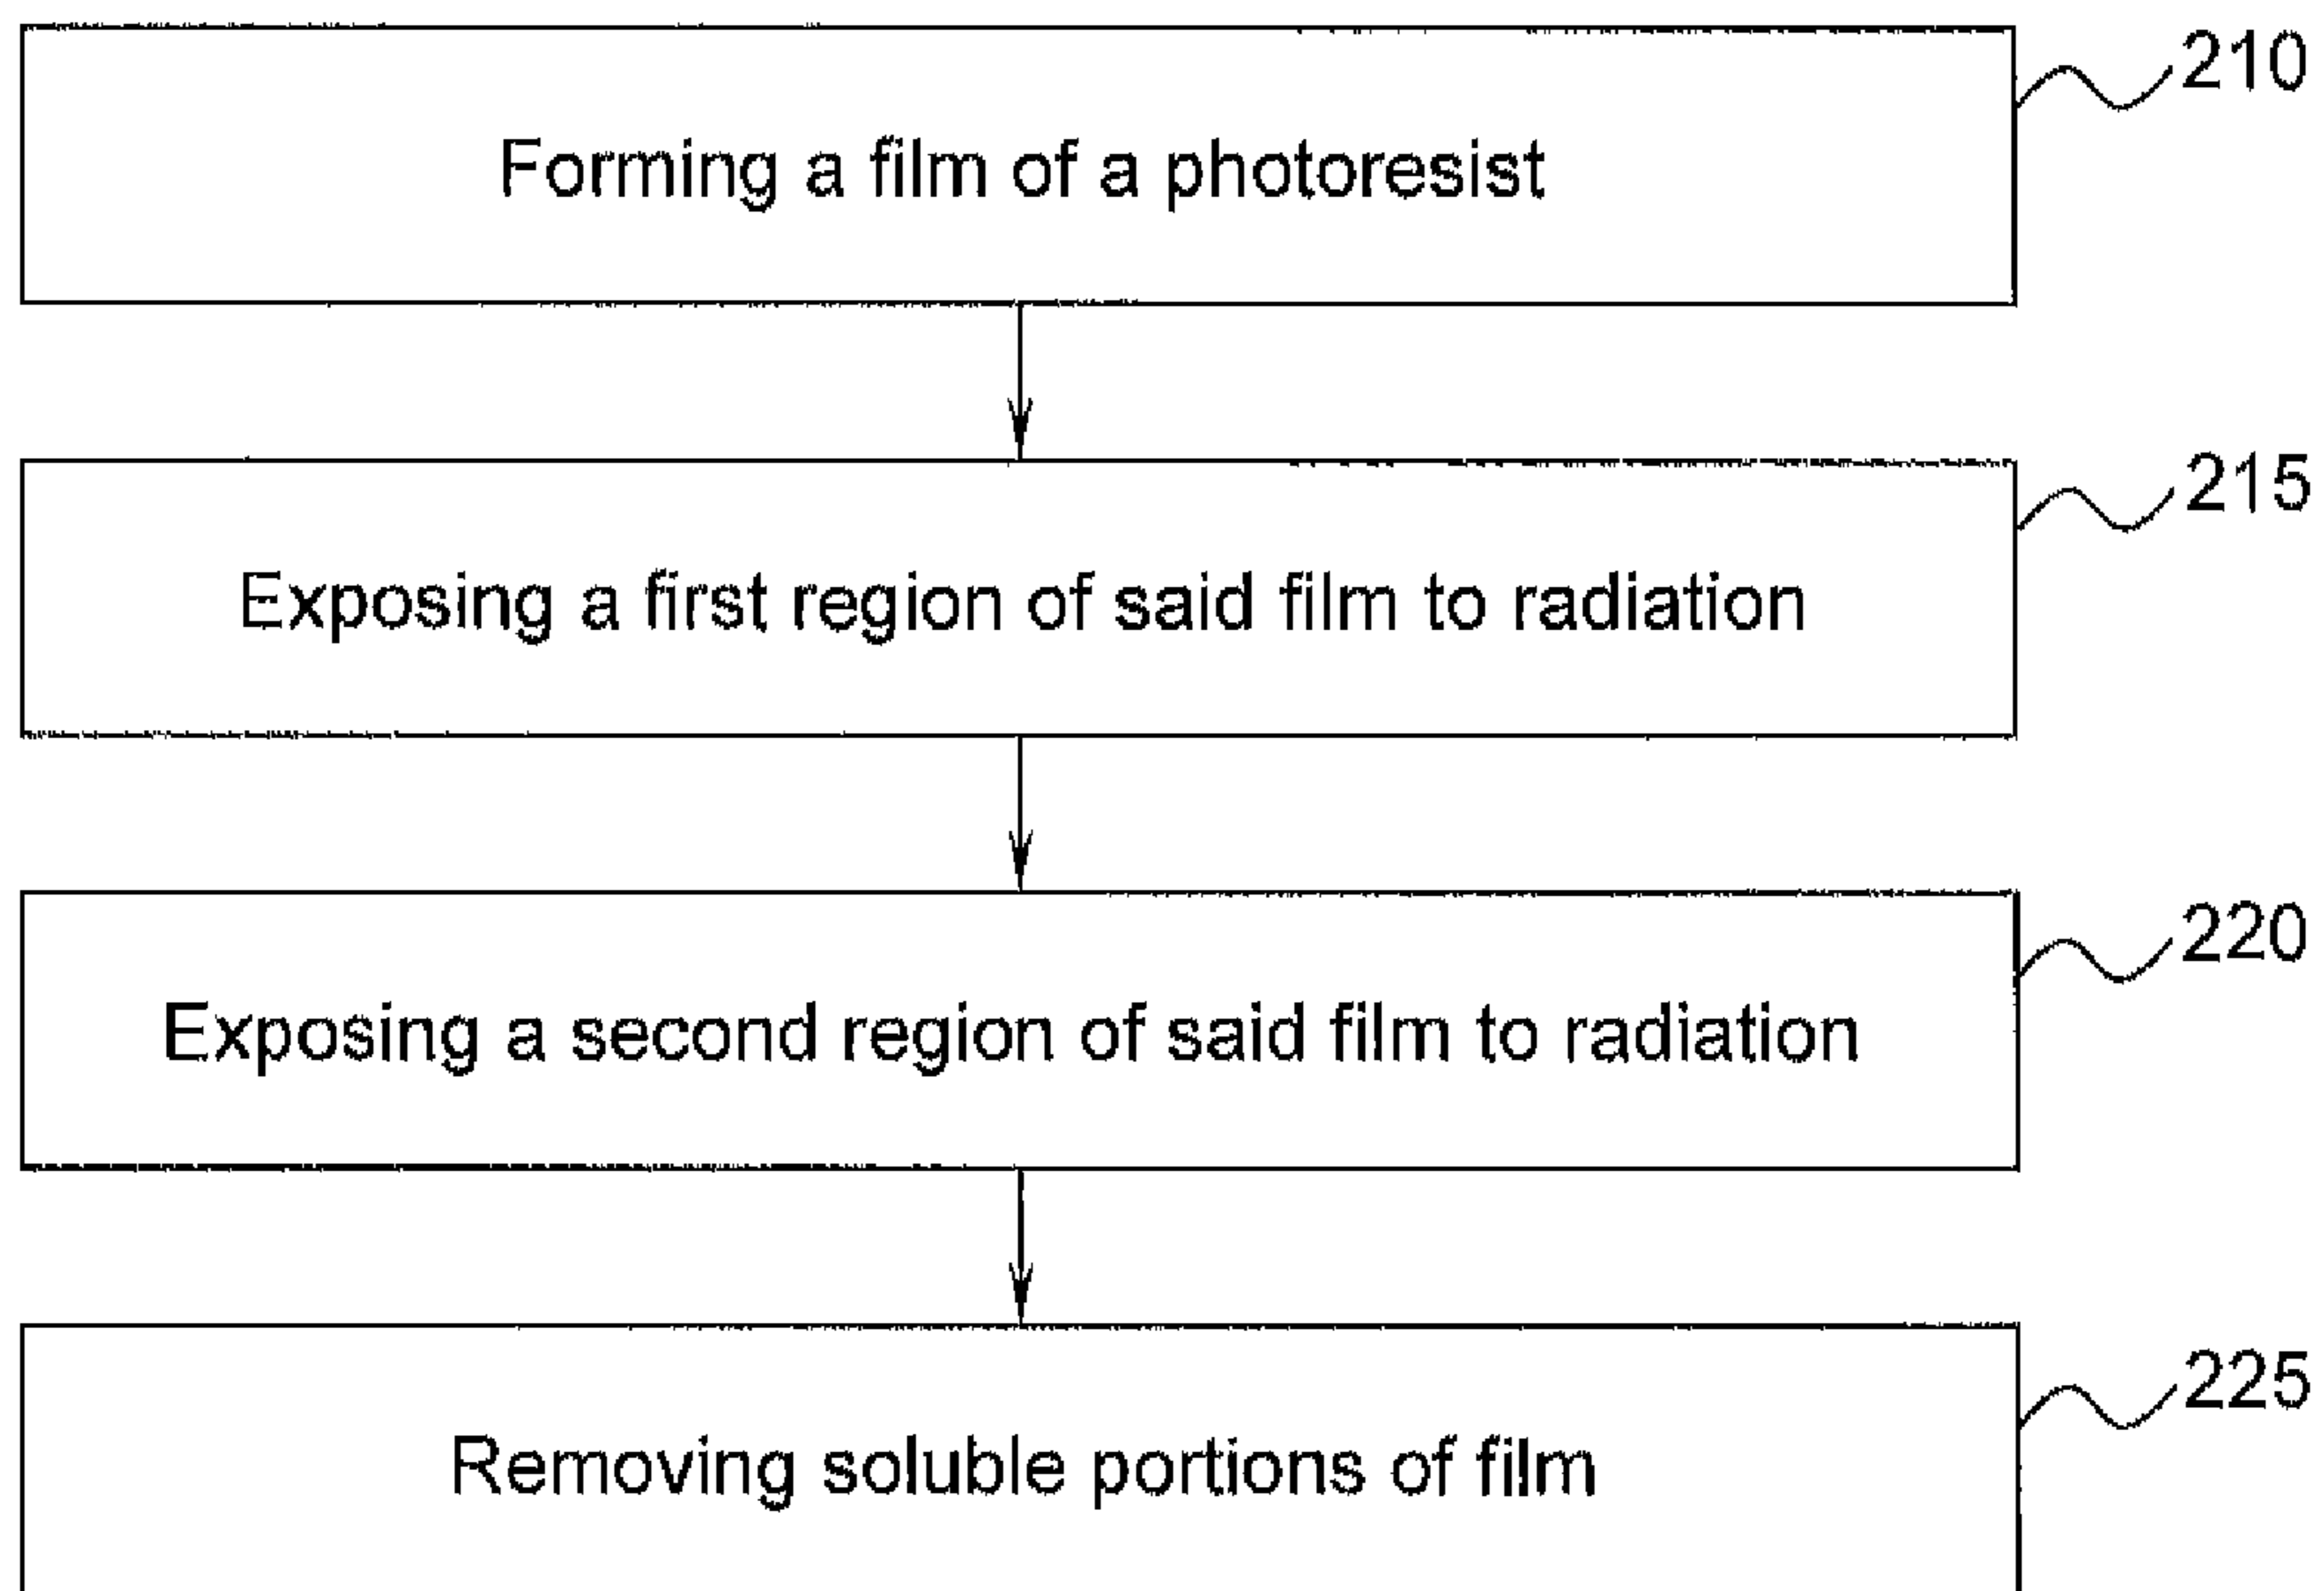 210
Forming a film of a photoresist
215
Exposing a first region of said film to radiation
220
Exposing a second region of said film to radiation
225
Removing soluble portions of film